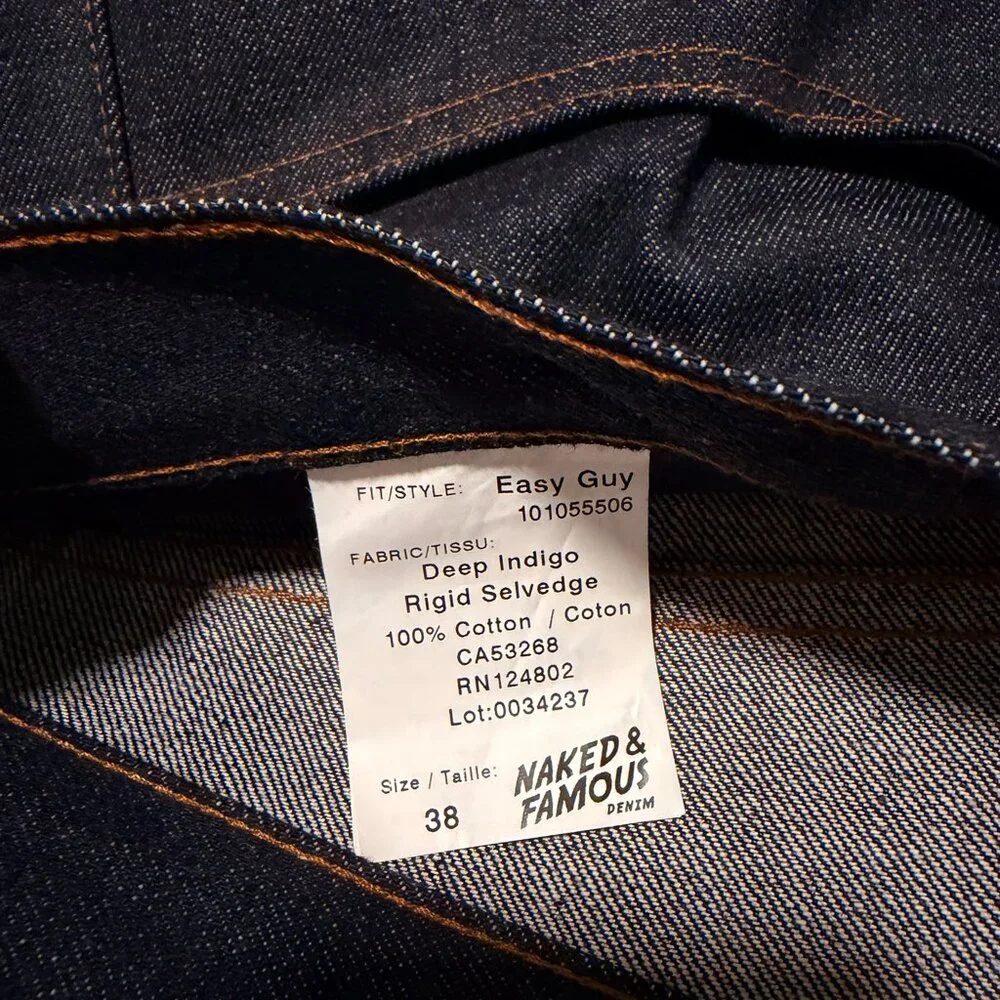 FIT/STYLE: Easy Guy
101055506
FABRIC/TISSU:
Deep Indigo
Rigid Selvedge
100% Cotton / Coton
CA53268
RN124802
Lot:0034237
Size / Taille:
38
NAKED &
FAMOUS
DENIM